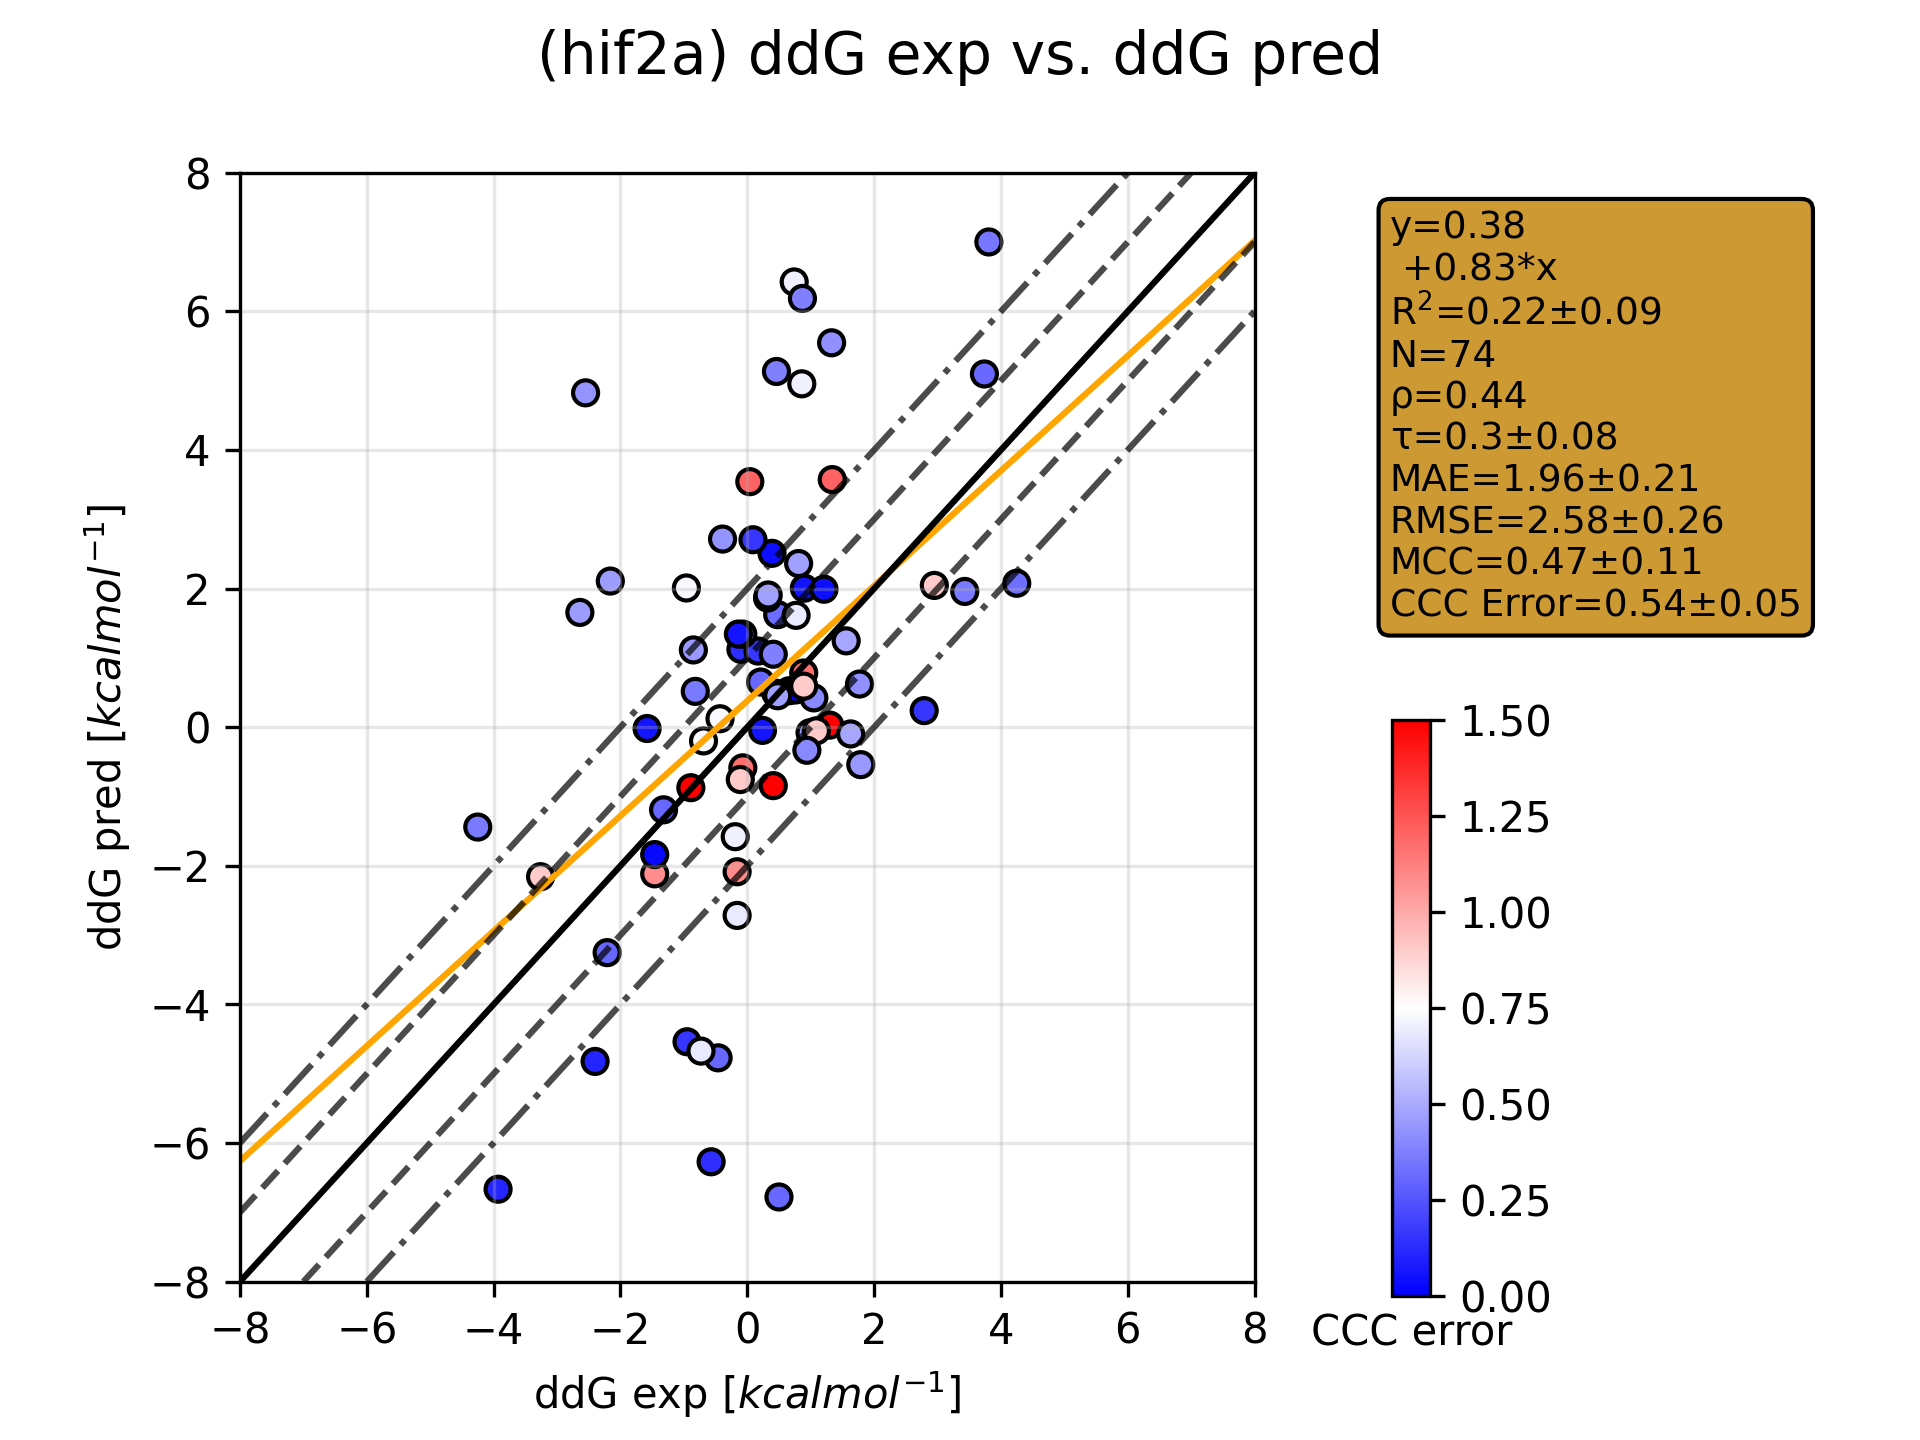 (hif2a) ddG exp vs. ddG pred
8
6
4
2
0
−2
−4
−6
−8
ddG pred [kcalmol⁻¹]
−8 −6 −4 −2 0 2 4 6 8
ddG exp [kcalmol⁻¹]
y=0.38
+0.83*x
R²=0.22±0.09
N=74
ρ=0.44
τ=0.3±0.08
MAE=1.96±0.21
RMSE=2.58±0.26
MCC=0.47±0.11
CCC Error=0.54±0.05
1.50
1.25
1.00
0.75
0.50
0.25
0.00
CCC error